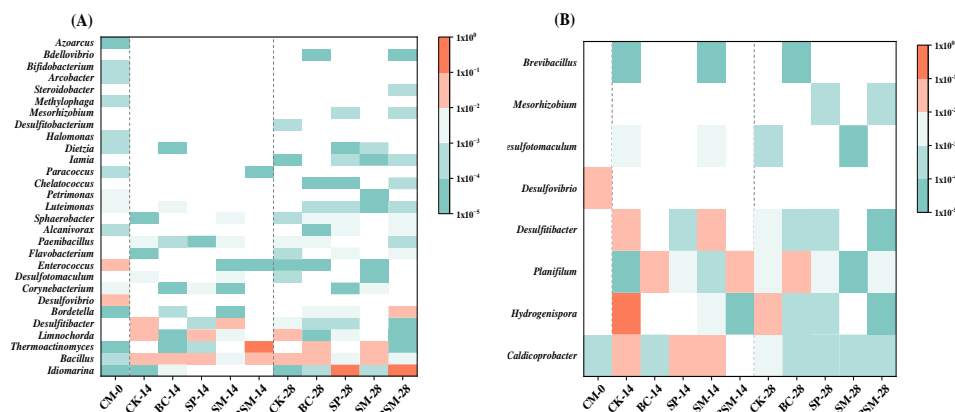 (A)
Azoarcus
Bdellovibrio
Bifidobacterium
Arcobacter
Steroidobacter
Methylophaga
Mesorhizobium
Desulfitobacterium
Halomonas
Dietzia
Iamia
Paracoccus
Chelatococcus
Petrimonas
Luteimonas
Sphaerobacter
Alcanivorax
Paenibacillus
Flavobacterium
Enterococcus
Desulfotomaculum
Corynebacterium
Desulfovibrio
Bordetella
Desulfitibacter
Limnochorda
Thermoactinomyces
Bacillus
Idiomarina
CM-0
CK-14
BC-14
SP-14
SM-14
CK-28
BC-28
SP-28
SM-28
1x10⁰
1x10⁻¹
1x10⁻²
1x10⁻³
1x10⁻⁴
1x10⁻⁵
(B)
Brevibacillus
Mesorhizobium
esulfotomaculum
Desulfovibrio
Desulfitibacter
Planifilum
Hydrogenispora
Caldicoprobacter
CM-0
CK-14
BC-14
SP-14
SM-14
CK-28
BC-28
SP-28
SM-28